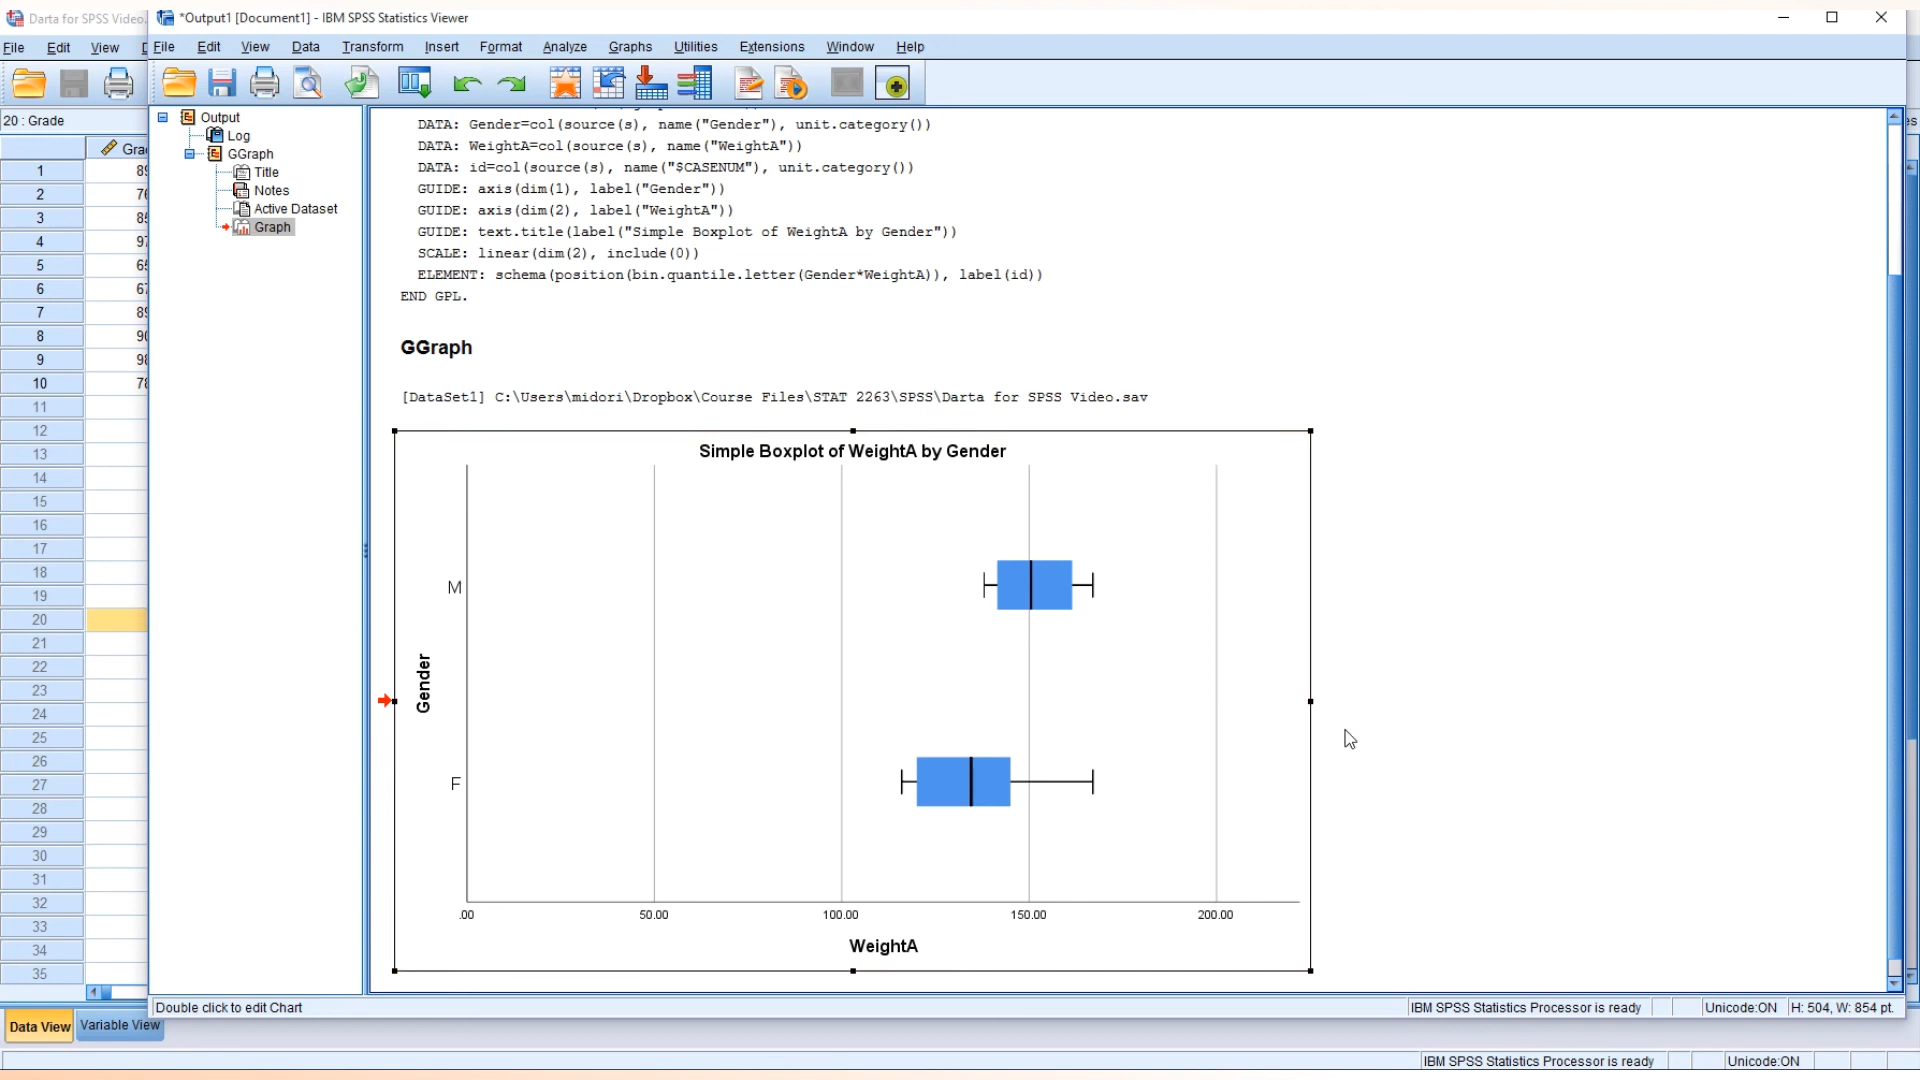 Darta for SPSS Video.
*Output1 [Document1] - IBM SPSS Statistics Viewer
File Edit View
File Edit View Data Transform Insert Format Analyze Graphs Utilities Extensions Window Help
20 : Grade
Output
Log
GGraph
Title
Notes
Active Dataset
Graph
1
2
3
4
5
6
7
8
9
10
11
12
13
14
15
16
17
18
19
20
21
22
23
24
25
26
27
28
29
30
31
32
33
34
35
DATA: Gender=col(source(s), name("Gender"), unit.category())
DATA: WeightA=col(source(s), name("WeightA"))
DATA: id=col(source(s), name("$CASENUM"), unit.category())
GUIDE: axis(dim(1), label("Gender"))
GUIDE: axis(dim(2), label("WeightA"))
GUIDE: text.title(label("Simple Boxplot of WeightA by Gender"))
SCALE: linear(dim(2), include(0))
ELEMENT: schema(position(bin.quantile.letter(Gender*WeightA)), label(id))
END GPL.
GGraph
[DataSet1] C:\Users\midori\Dropbox\Course Files\STAT 2263\SPSS\Darta for SPSS Video.sav
Simple Boxplot of WeightA by Gender
M
Gender
F
.00 50.00 100.00 150.00 200.00
WeightA
Double click to edit Chart
IBM SPSS Statistics Processor is ready Unicode:ON H: 504, W: 854 pt.
Data View Variable View
IBM SPSS Statistics Processor is ready Unicode:ON